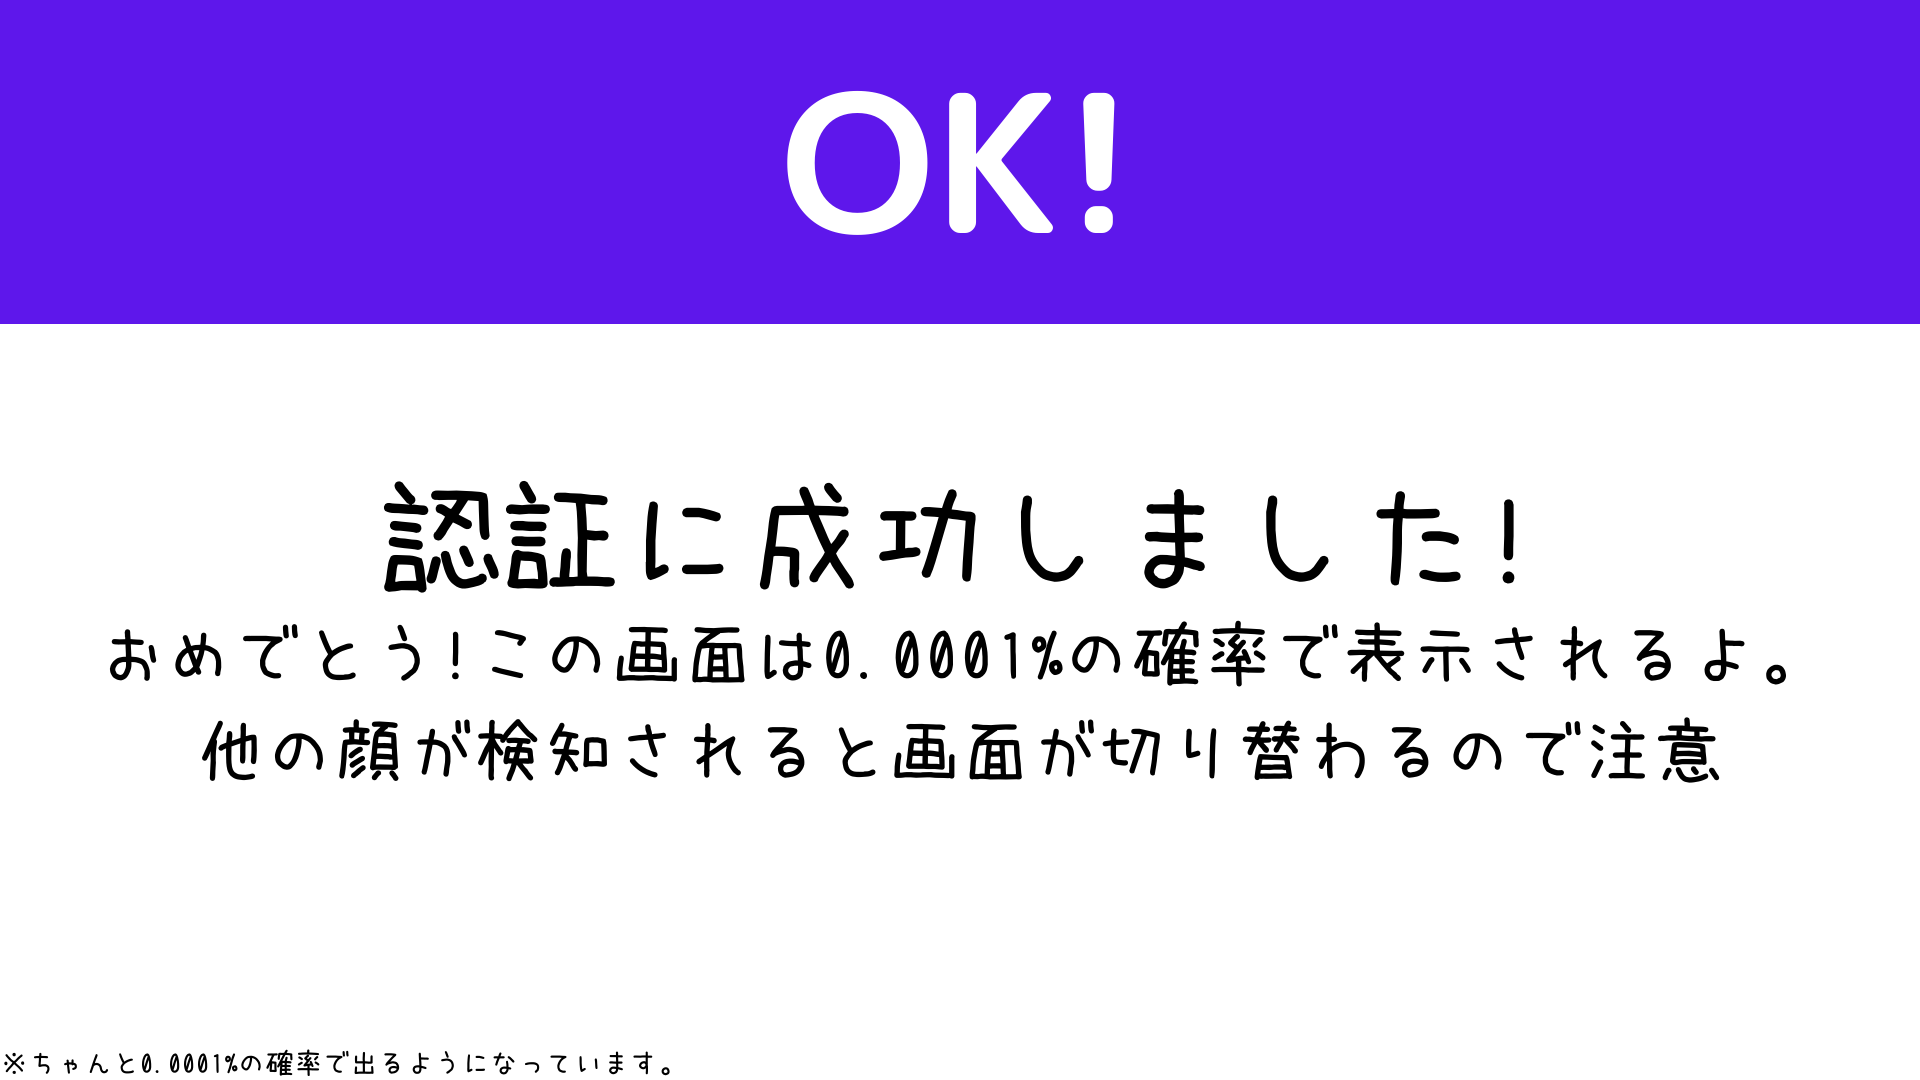 OK!
認証に成功しました!
おめでとう!この画面は0.0001%の確率で表示されるよ。
他の顔が検知されると画面が切り替わるので注意
※ちゃんと0.0001%の確率で出るようになっています。